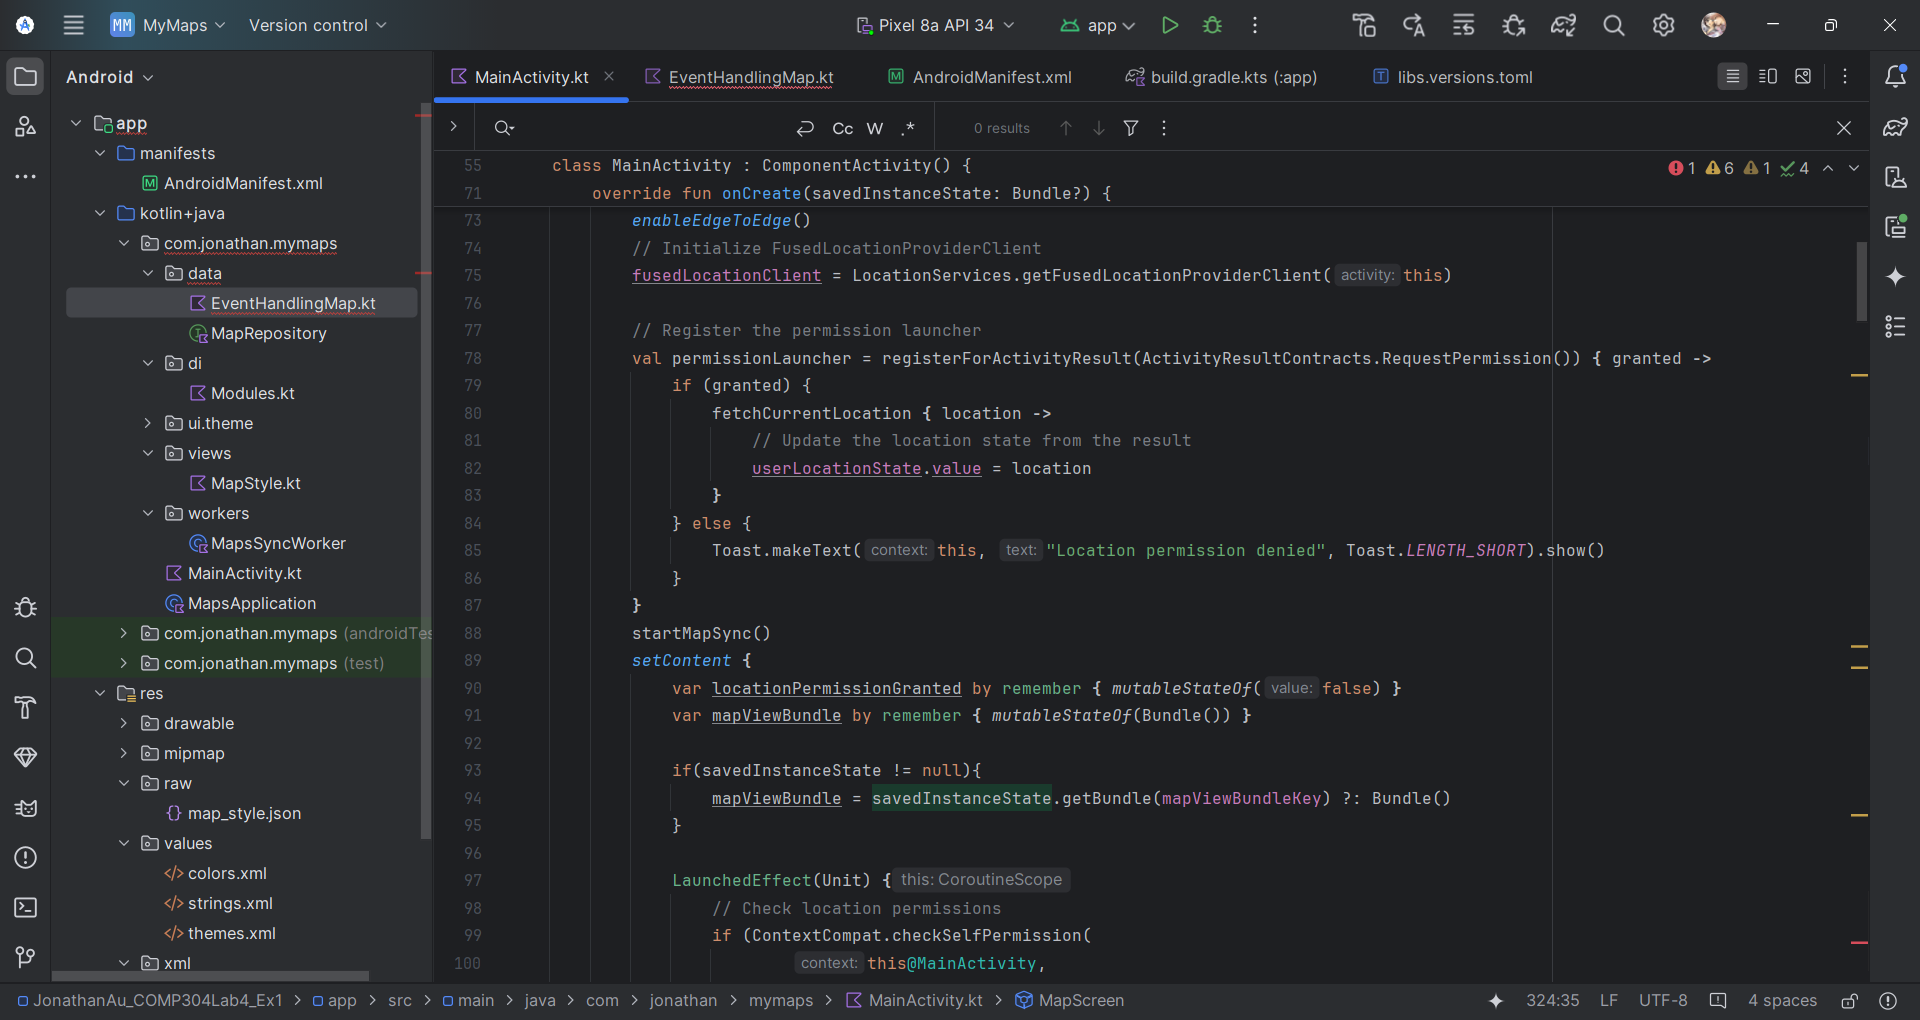 MM MyMaps Version control Pixel 8a API 34 app
Android
MainActivity.kt EventHandlingMap.kt AndroidManifest.xml build.gradle.kts (:app) libs.versions.toml
Cc W .* 0 results
app
manifests
AndroidManifest.xml
kotlin+java
com.jonathan.mymaps
data
EventHandlingMap.kt
MapRepository
di
Modules.kt
ui.theme
views
MapStyle.kt
workers
MapsSyncWorker
MainActivity.kt
MapsApplication
com.jonathan.mymaps (androidTes
com.jonathan.mymaps (test)
res
drawable
mipmap
raw
map_style.json
values
colors.xml
strings.xml
themes.xml
xml
1 6 1 4
55 class MainActivity : ComponentActivity() {
71 override fun onCreate(savedInstanceState: Bundle?) {
73 enableEdgeToEdge()
74 // Initialize FusedLocationProviderClient
75 fusedLocationClient = LocationServices.getFusedLocationProviderClient( activity: this)
76
77 // Register the permission launcher
78 val permissionLauncher = registerForActivityResult(ActivityResultContracts.RequestPermission()) { granted ->
79 if (granted) {
80 fetchCurrentLocation { location ->
81 // Update the location state from the result
82 userLocationState.value = location
83 }
84 } else {
85 Toast.makeText( context: this, text: "Location permission denied", Toast.LENGTH_SHORT).show()
86 }
87 }
88 startMapSync()
89 setContent {
90 var locationPermissionGranted by remember { mutableStateOf( value: false) }
91 var mapViewBundle by remember { mutableStateOf(Bundle()) }
92
93 if(savedInstanceState != null){
94 mapViewBundle = savedInstanceState.getBundle(mapViewBundleKey) ?: Bundle()
95 }
96
97 LaunchedEffect(Unit) { this: CoroutineScope
98 // Check location permissions
99 if (ContextCompat.checkSelfPermission(
100 context: this@MainActivity,
JonathanAu_COMP304Lab4_Ex1 > app > src > main > java > com > jonathan > mymaps > MainActivity.kt > MapScreen 324:35 LF UTF-8 4 spaces